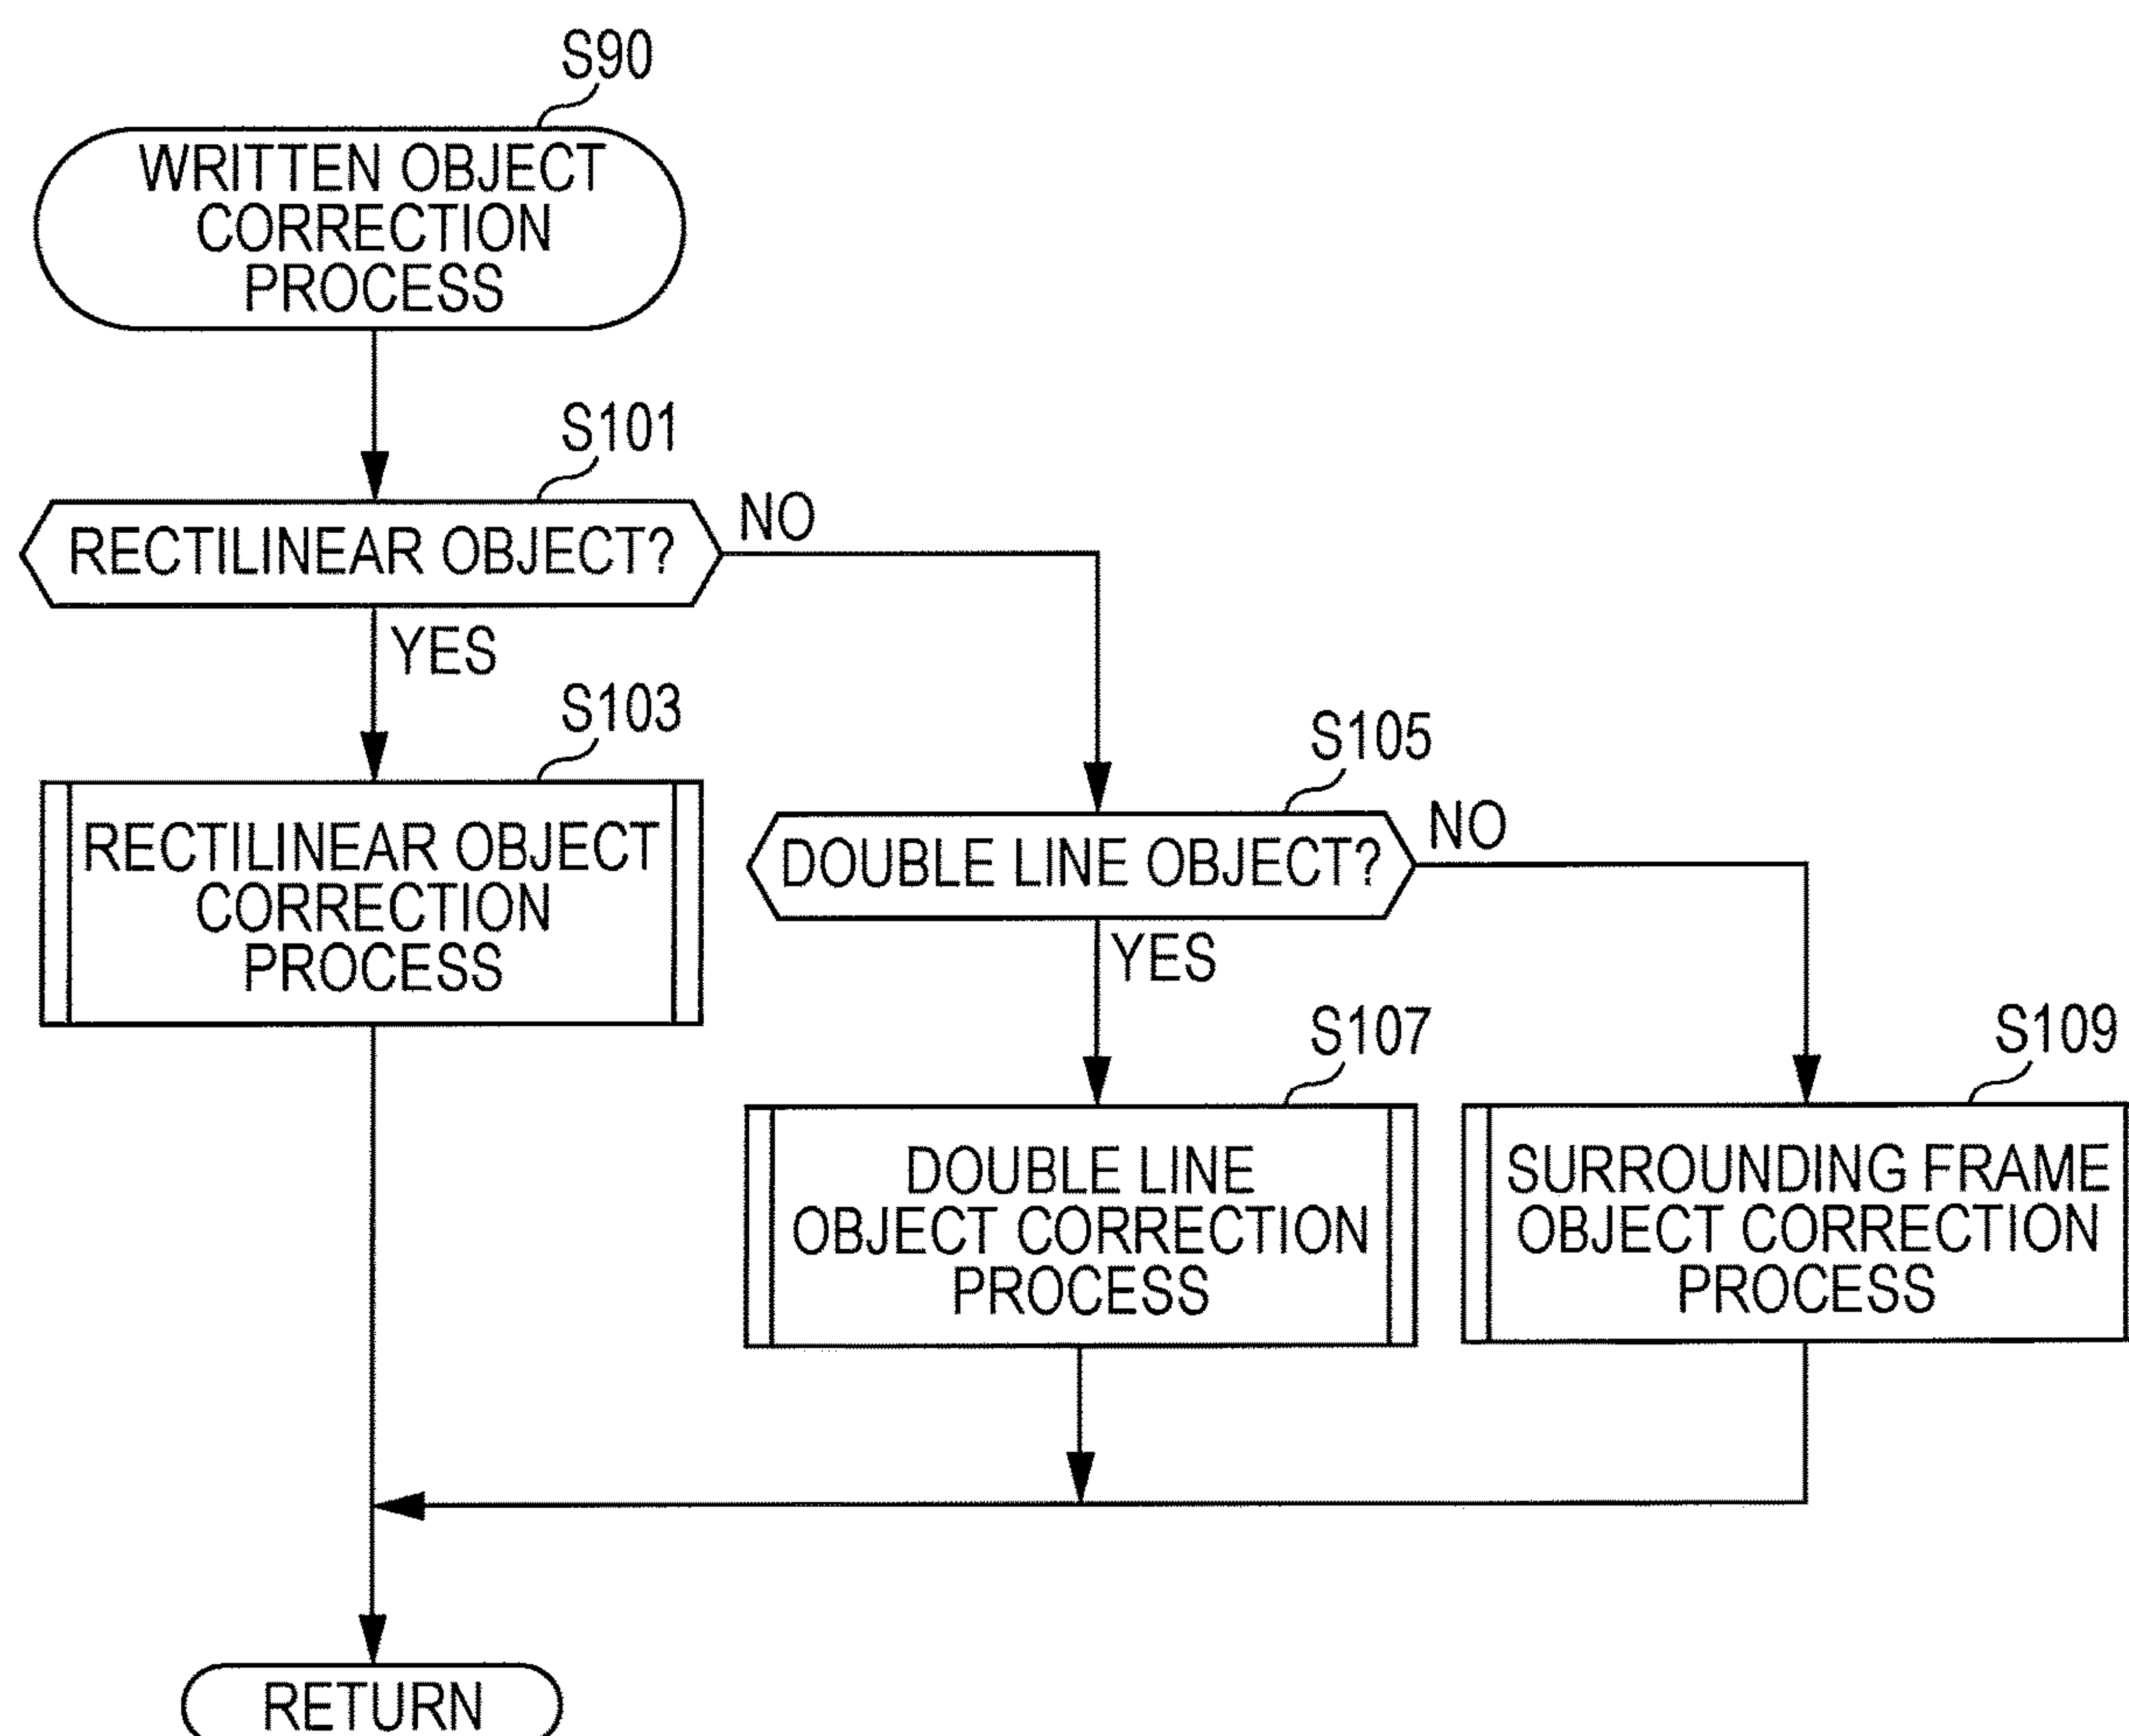 S90
WRITTEN OBJECT
CORRECTION
PROCESS
S101
RECTILINEAR OBJECT?
NO
YES
S103
RECTILINEAR OBJECT
CORRECTION
PROCESS
S105
DOUBLE LINE OBJECT?
NO
YES
S107
DOUBLE LINE
OBJECT CORRECTION
PROCESS
S109
SURROUNDING FRAME
OBJECT CORRECTION
PROCESS
RETURN